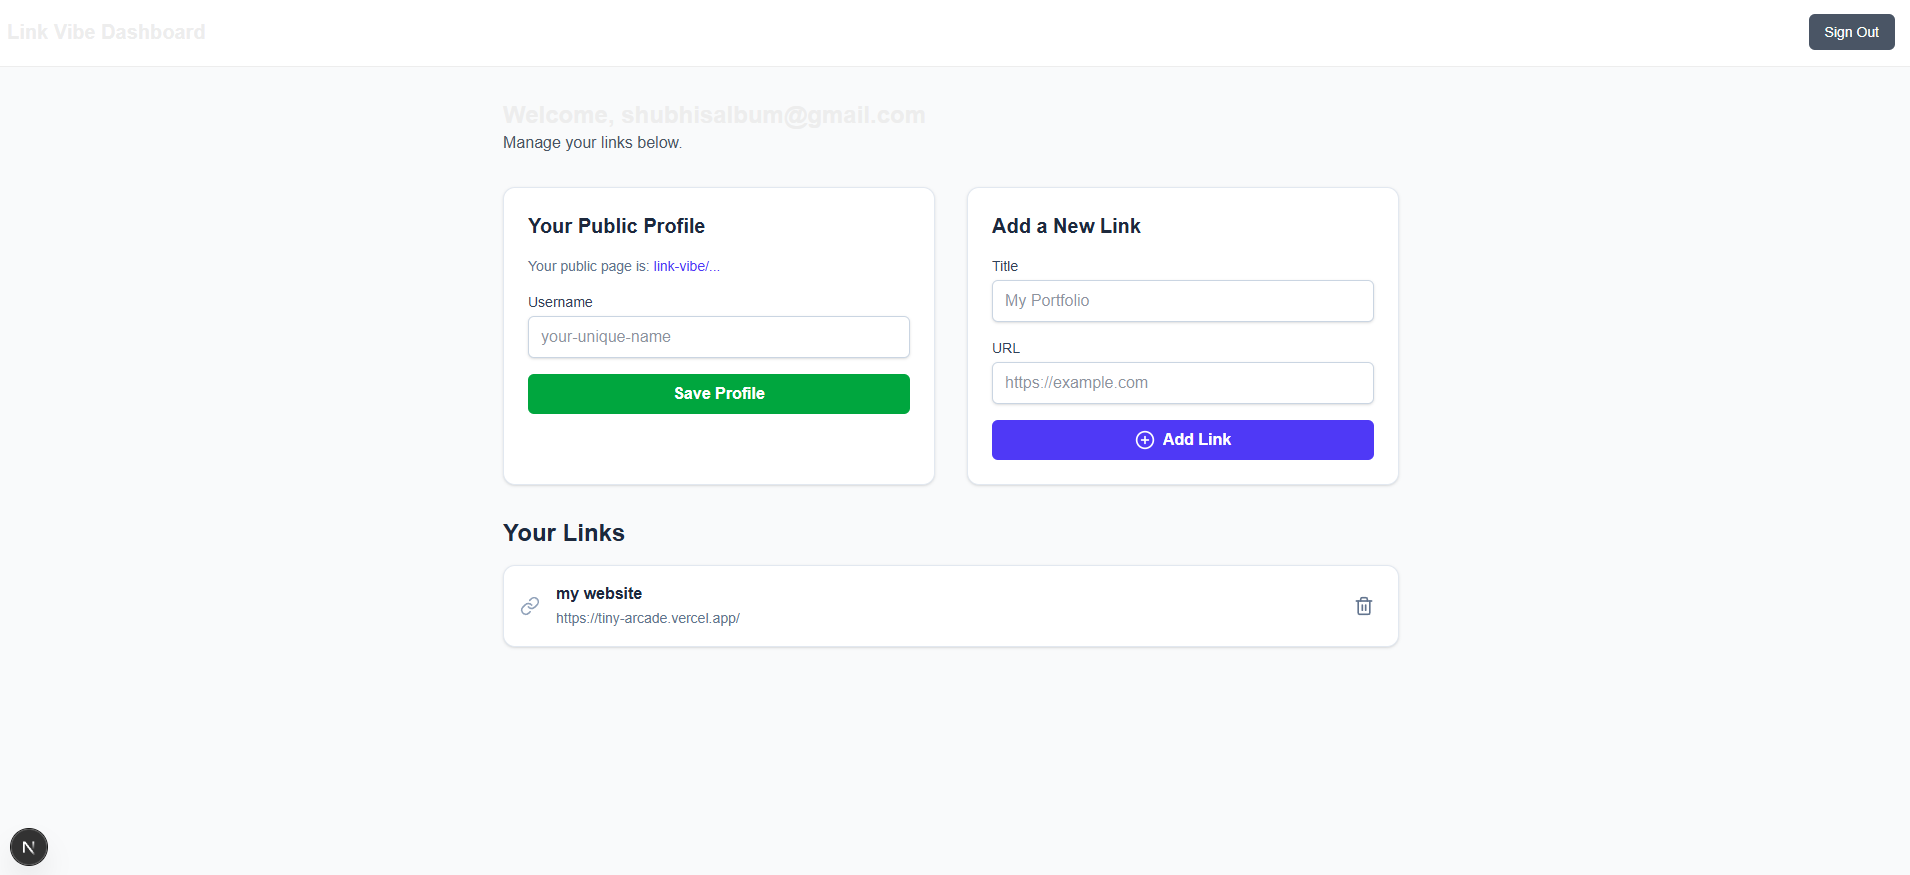 Link Vibe Dashboard
Sign Out
Welcome, shubhisalbum@gmail.com
Manage your links below.
Your Public Profile
Your public page is: link-vibe/...
Username
your-unique-name
Save Profile
Add a New Link
Title
My Portfolio
URL
https://example.com
Add Link
Your Links
my website
https://tiny-arcade.vercel.app/
N